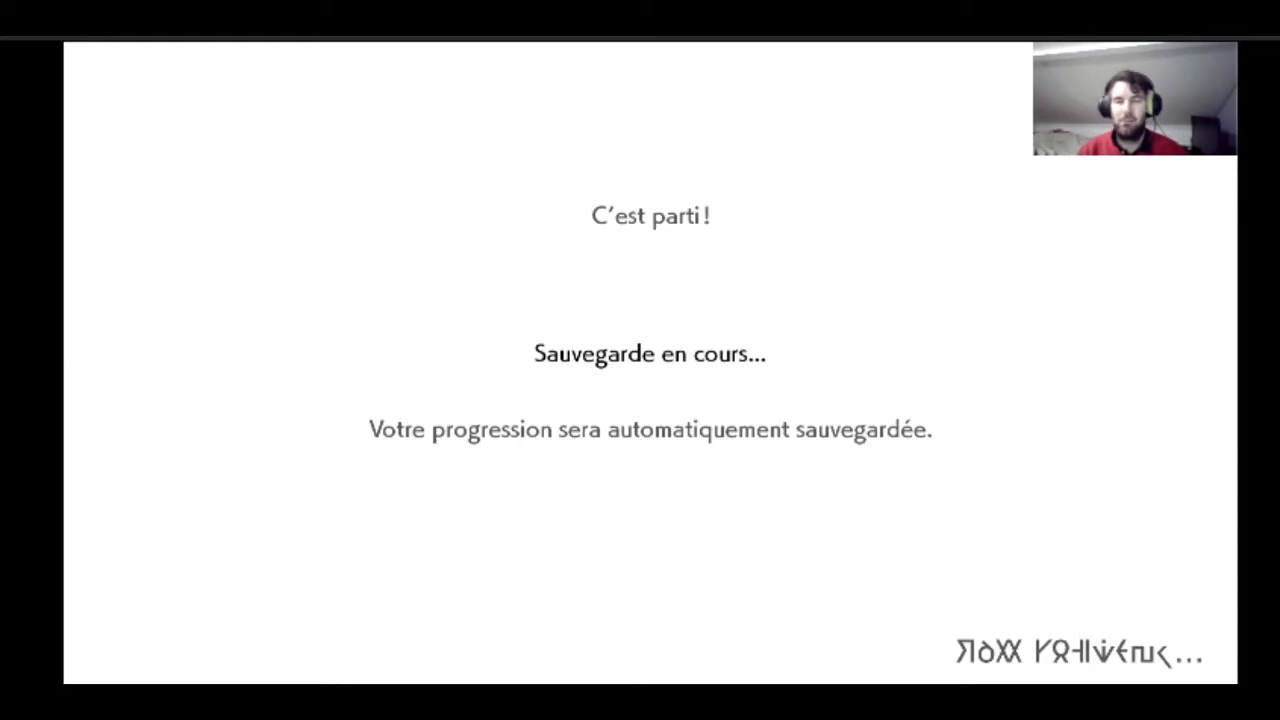 C'est parti !
Sauvegarde en cours...
Votre progression sera automatiquement sauvegardée.